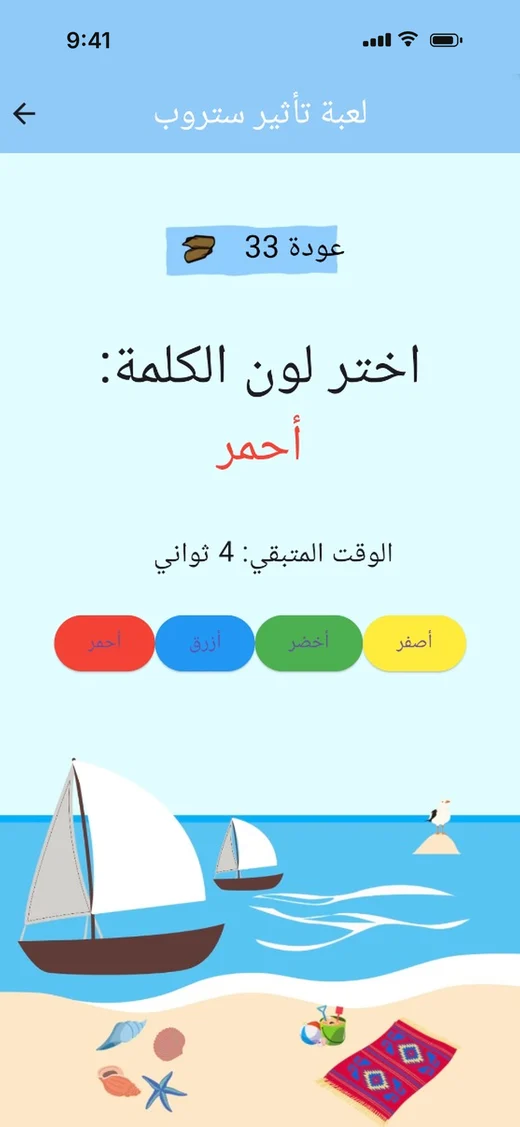 9:41
لعبة تأثير ستروب
عودة 33
اختر لون الكلمة:
أحمر
الوقت المتبقي: 4 ثواني
أصفر أخضر أزرق أحمر